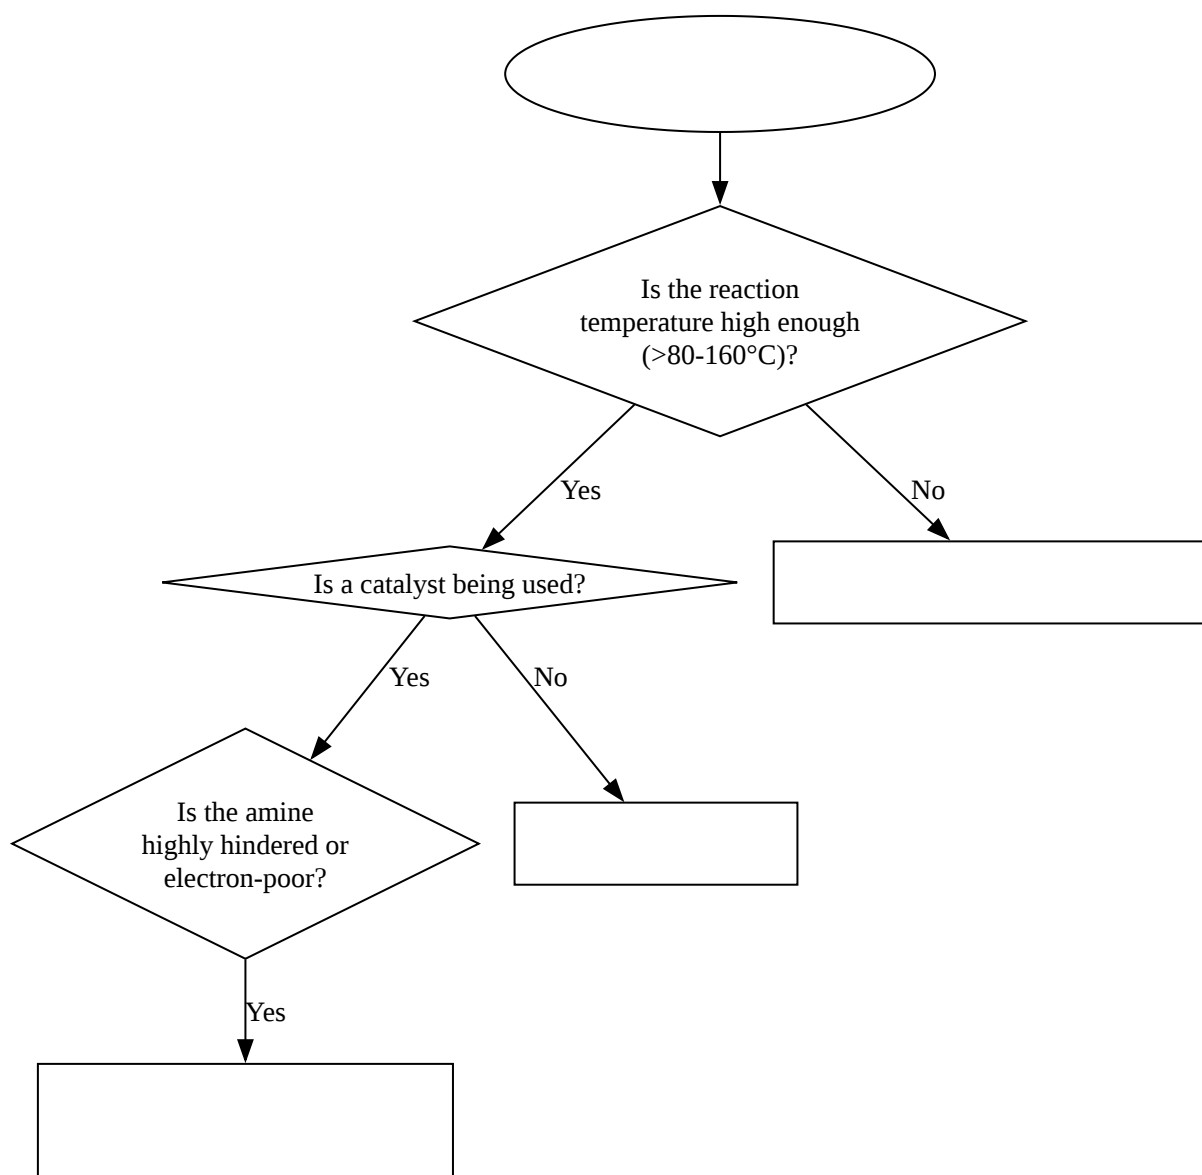 Is the reaction
temperature high enough
(>80-160°C)?
Yes
No
Is a catalyst being used?
Yes
No
Is the amine
highly hindered or
electron-poor?
Yes